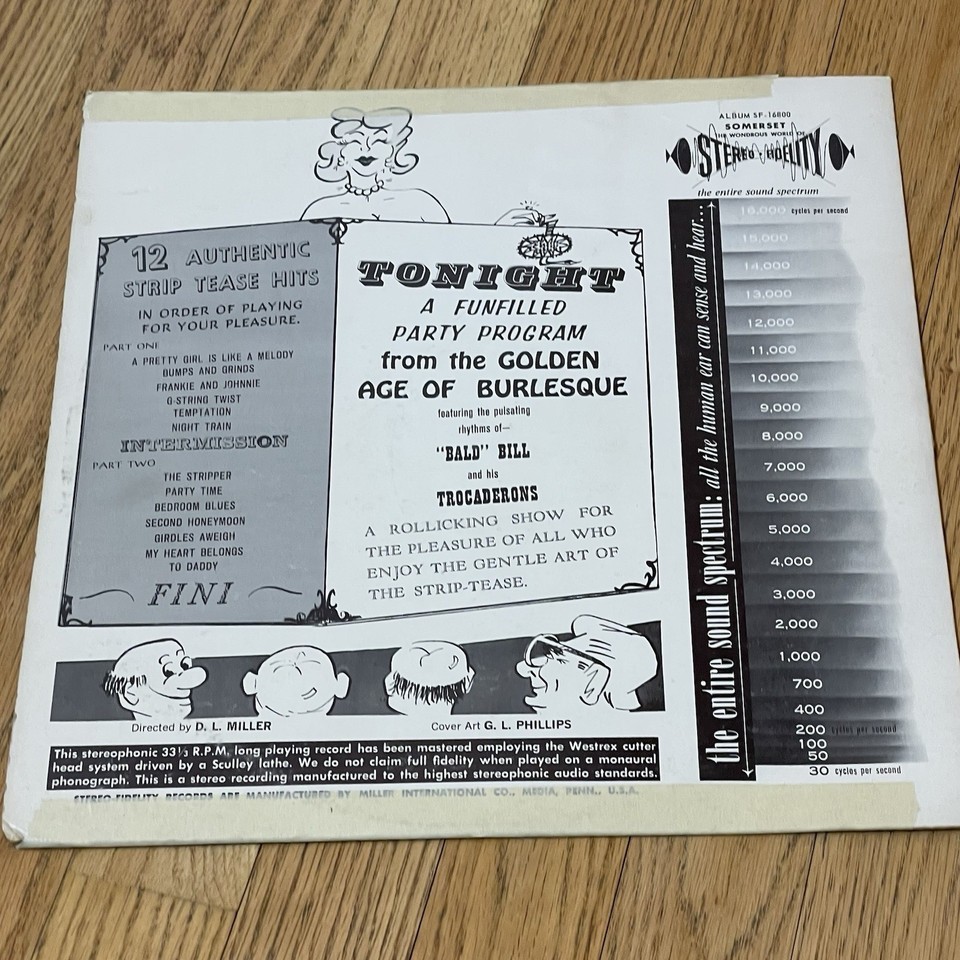 ALBUM SF-16800
SOMERSET
THE WONDROUS WORLD OF
STEREO-FIDELITY
the entire sound spectrum
12 AUTHENTIC
STRIP TEASE HITS
IN ORDER OF PLAYING
FOR YOUR PLEASURE.
PART ONE
A PRETTY GIRL IS LIKE A MELODY
BUMPS AND GRINDS
FRANKIE AND JOHNNIE
G-STRING TWIST
TEMPTATION
NIGHT TRAIN
INTERMISSION
PART TWO
THE STRIPPER
PARTY TIME
BEDROOM BLUES
SECOND HONEYMOON
GIRDLES AWEIGH
MY HEART BELONGS
TO DADDY
FINI
TONIGHT
A FUNFILLED
PARTY PROGRAM
from the GOLDEN
AGE OF BURLESQUE
featuring the pulsating
rhythms of—
"BALD" BILL
and his
TROCADERONS
A ROLLICKING SHOW FOR
THE PLEASURE OF ALL WHO
ENJOY THE GENTLE ART OF
THE STRIP-TEASE.
the entire sound spectrum: all the human ear can sense and hear...
16,000 cycles per second
15,000
14,000
13,000
12,000
11,000
10,000
9,000
8,000
7,000
6,000
5,000
4,000
3,000
2,000
1,000
700
400
200 cycles per second
100
50
30 cycles per second
Directed by D. L. MILLER
Cover Art G. L. PHILLIPS
This stereophonic 33⅓ R.P.M. long playing record has been mastered employing the Westrex cutter
head system driven by a Sculley lathe. We do not claim full fidelity when played on a monaural
phonograph. This is a stereo recording manufactured to the highest stereophonic audio standards.
STEREO-FIDELITY RECORDS ARE MANUFACTURED BY MILLER INTERNATIONAL CO., MEDIA, PENN., U.S.A.